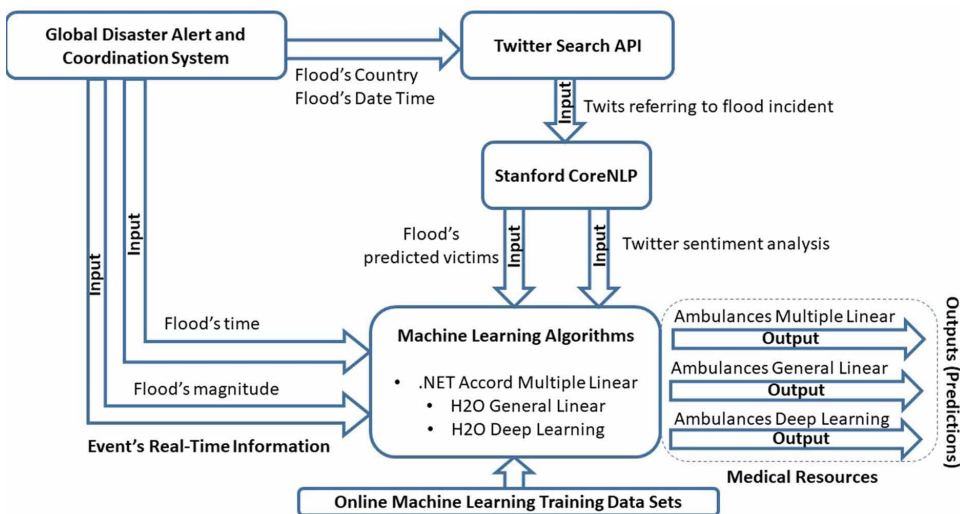 Global Disaster Alert and
Coordination System
Twitter Search API
Flood's Country
Flood's Date Time
Input
Twits referring to flood incident
Stanford CoreNLP
Input
Input
Flood's
predicted victims
Input
Input
Twitter sentiment analysis
Flood's time
Flood's magnitude
Event's Real-Time Information
Machine Learning Algorithms
• .NET Accord Multiple Linear
• H2O General Linear
• H2O Deep Learning
Ambulances Multiple Linear
Output
Ambulances General Linear
Output
Ambulances Deep Learning
Output
Outputs (Predictions)
Medical Resources
Online Machine Learning Training Data Sets